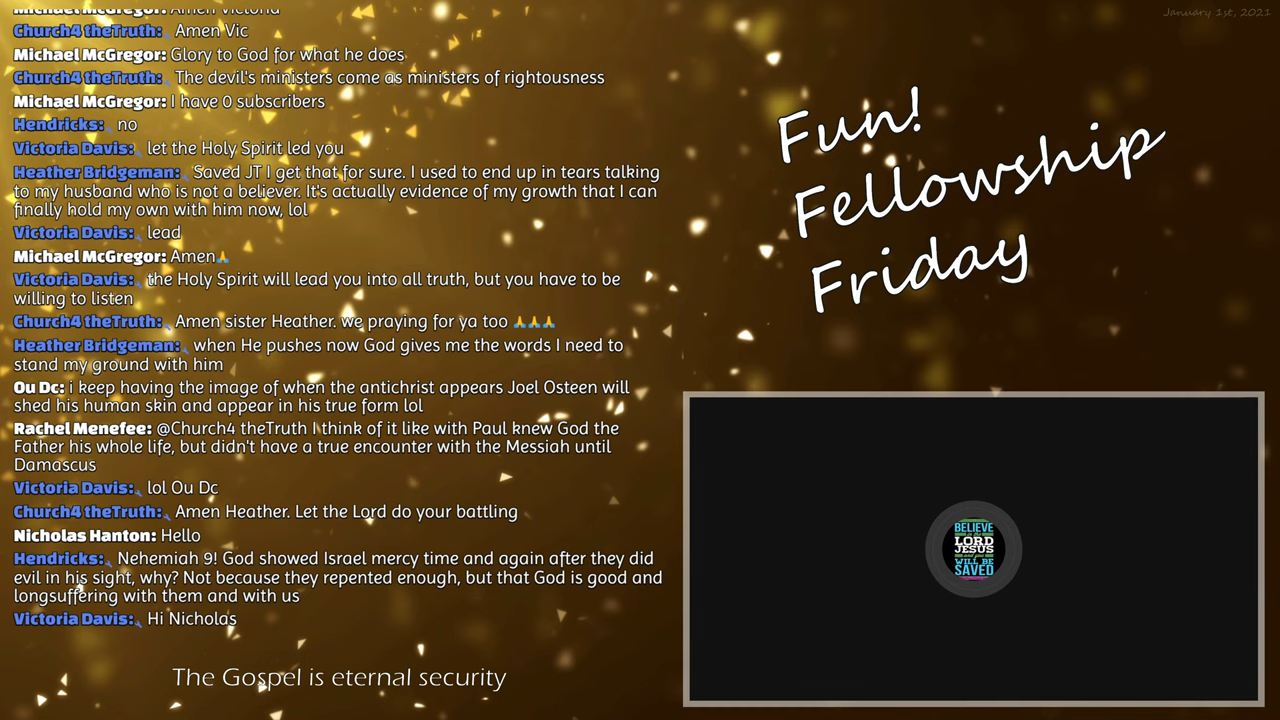 Michael McGregor: Amen Victoria
Church4 theTruth: Amen Vic
Michael McGregor: Glory to God for what he does
Church4 theTruth: The devil's ministers come as ministers of rightousness
Michael McGregor: I have 0 subscribers
Hendricks: no
Victoria Davis: let the Holy Spirit led you
Heather Bridgeman: Saved JT I get that for sure. I used to end up in tears talking
to my husband who is not a believer. It's actually evidence of my growth that I can
finally hold my own with him now, lol
Victoria Davis: lead
Michael McGregor: Amen🙏
Victoria Davis: the Holy Spirit will lead you into all truth, but you have to be
willing to listen
Church4 theTruth: Amen sister Heather. we praying for ya too 🙏🙏🙏
Heather Bridgeman: when He pushes now God gives me the words I need to
stand my ground with him
Ou Dc: i keep having the image of when the antichrist appears Joel Osteen will
shed his human skin and appear in his true form lol
Rachel Menefee: @Church4 theTruth I think of it like with Paul knew God the
Father his whole life, but didn't have a true encounter with the Messiah until
Damascus
Victoria Davis: lol Ou Dc
Church4 theTruth: Amen Heather. Let the Lord do your battling
Nicholas Hanton: Hello
Hendricks: Nehemiah 9! God showed Israel mercy time and again after they did
evil in his sight, why? Not because they repented enough, but that God is good and
longsuffering with them and with us
Victoria Davis: Hi Nicholas
The Gospel is eternal security
January 1st, 2021
Fun!
Fellowship
Friday
BELIEVE
in the
LORD
JESUS
and you
WILL BE
SAVED